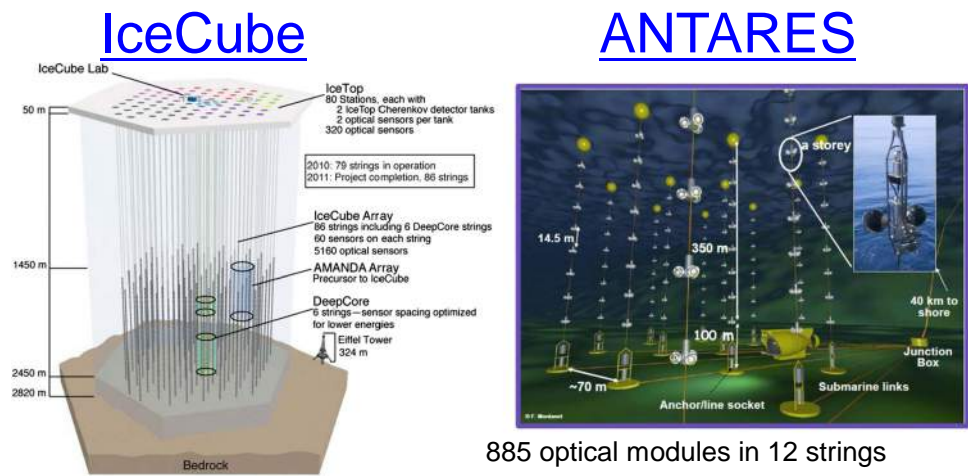 IceCube
ANTARES
IceCube Lab
IceTop
80 Stations, each with
2 IceTop Cherenkov detector tanks
2 optical sensors per tank
320 optical sensors
50 m
2010: 79 strings in operation
2011: Project completion, 86 strings
IceCube Array
86 strings including 6 DeepCore strings
60 sensors on each string
5160 optical sensors
1450 m
AMANDA Array
Precursor to IceCube
DeepCore
6 strings—sensor spacing optimized
for lower energies
Eiffel Tower
324 m
2450 m
2820 m
Bedrock
a storey
14.5 m
350 m
40 km to
shore
100 m
Junction
Box
~70 m
Submarine links
Anchor/line socket
885 optical modules in 12 strings